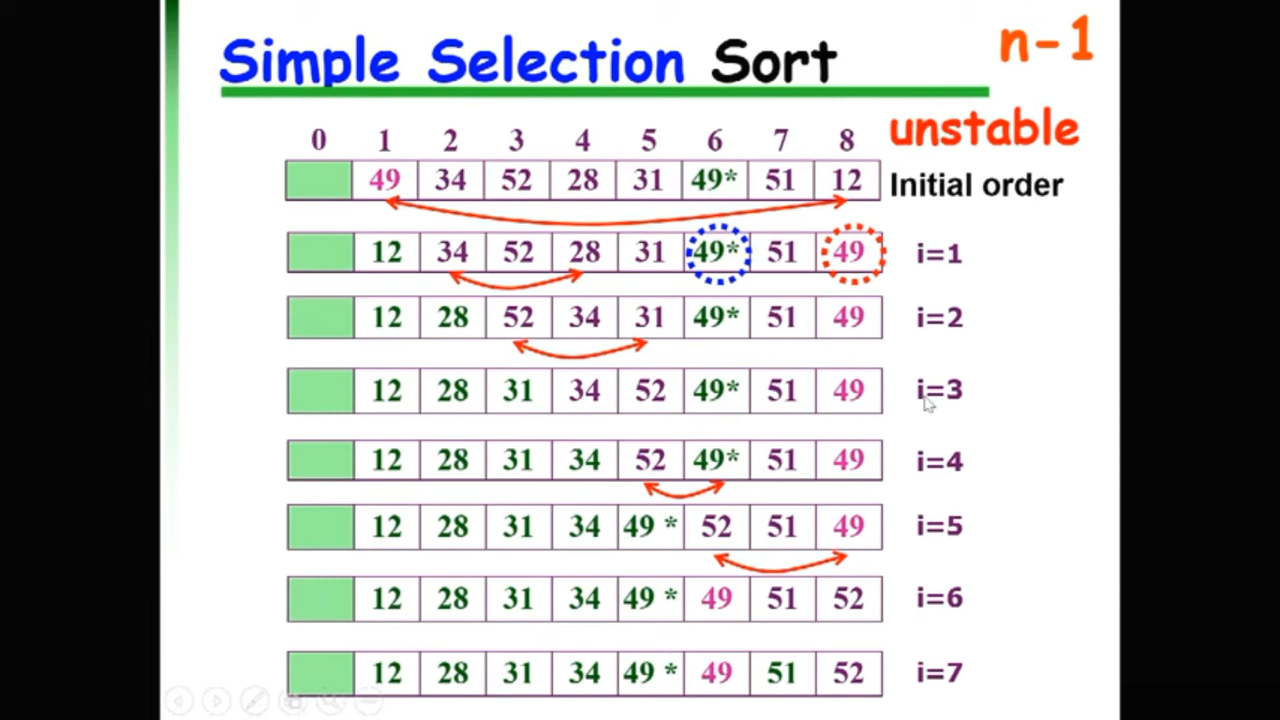 Simple Selection Sort
n-1
unstable
0 1 2 3 4 5 6 7 8
49 34 52 28 31 49* 51 12 Initial order
12 34 52 28 31 49* 51 49 i=1
12 28 52 34 31 49* 51 49 i=2
12 28 31 34 52 49* 51 49 i=3
12 28 31 34 52 49* 51 49 i=4
12 28 31 34 49 * 52 51 49 i=5
12 28 31 34 49 * 49 51 52 i=6
12 28 31 34 49 * 49 51 52 i=7